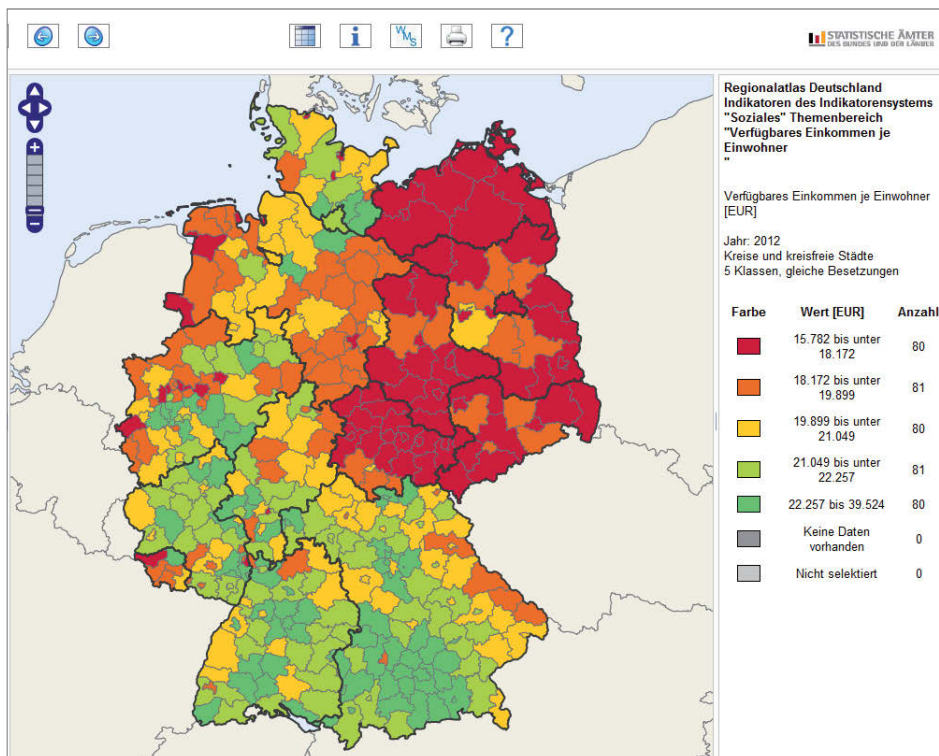 i
WMS
?
STATISTISCHE ÄMTER
DES BUNDES UND DER LÄNDER
Regionalatlas Deutschland
Indikatoren des Indikatorensystems
"Soziales" Themenbereich
"Verfügbares Einkommen je
Einwohner
"
Verfügbares Einkommen je Einwohner
[EUR]
Jahr: 2012
Kreise und kreisfreie Städte
5 Klassen, gleiche Besetzungen
Farbe Wert [EUR] Anzahl
15.782 bis unter
18.172 80
18.172 bis unter
19.899 81
19.899 bis unter
21.049 80
21.049 bis unter
22.257 81
22.257 bis 39.524 80
Keine Daten
vorhanden 0
Nicht selektiert 0